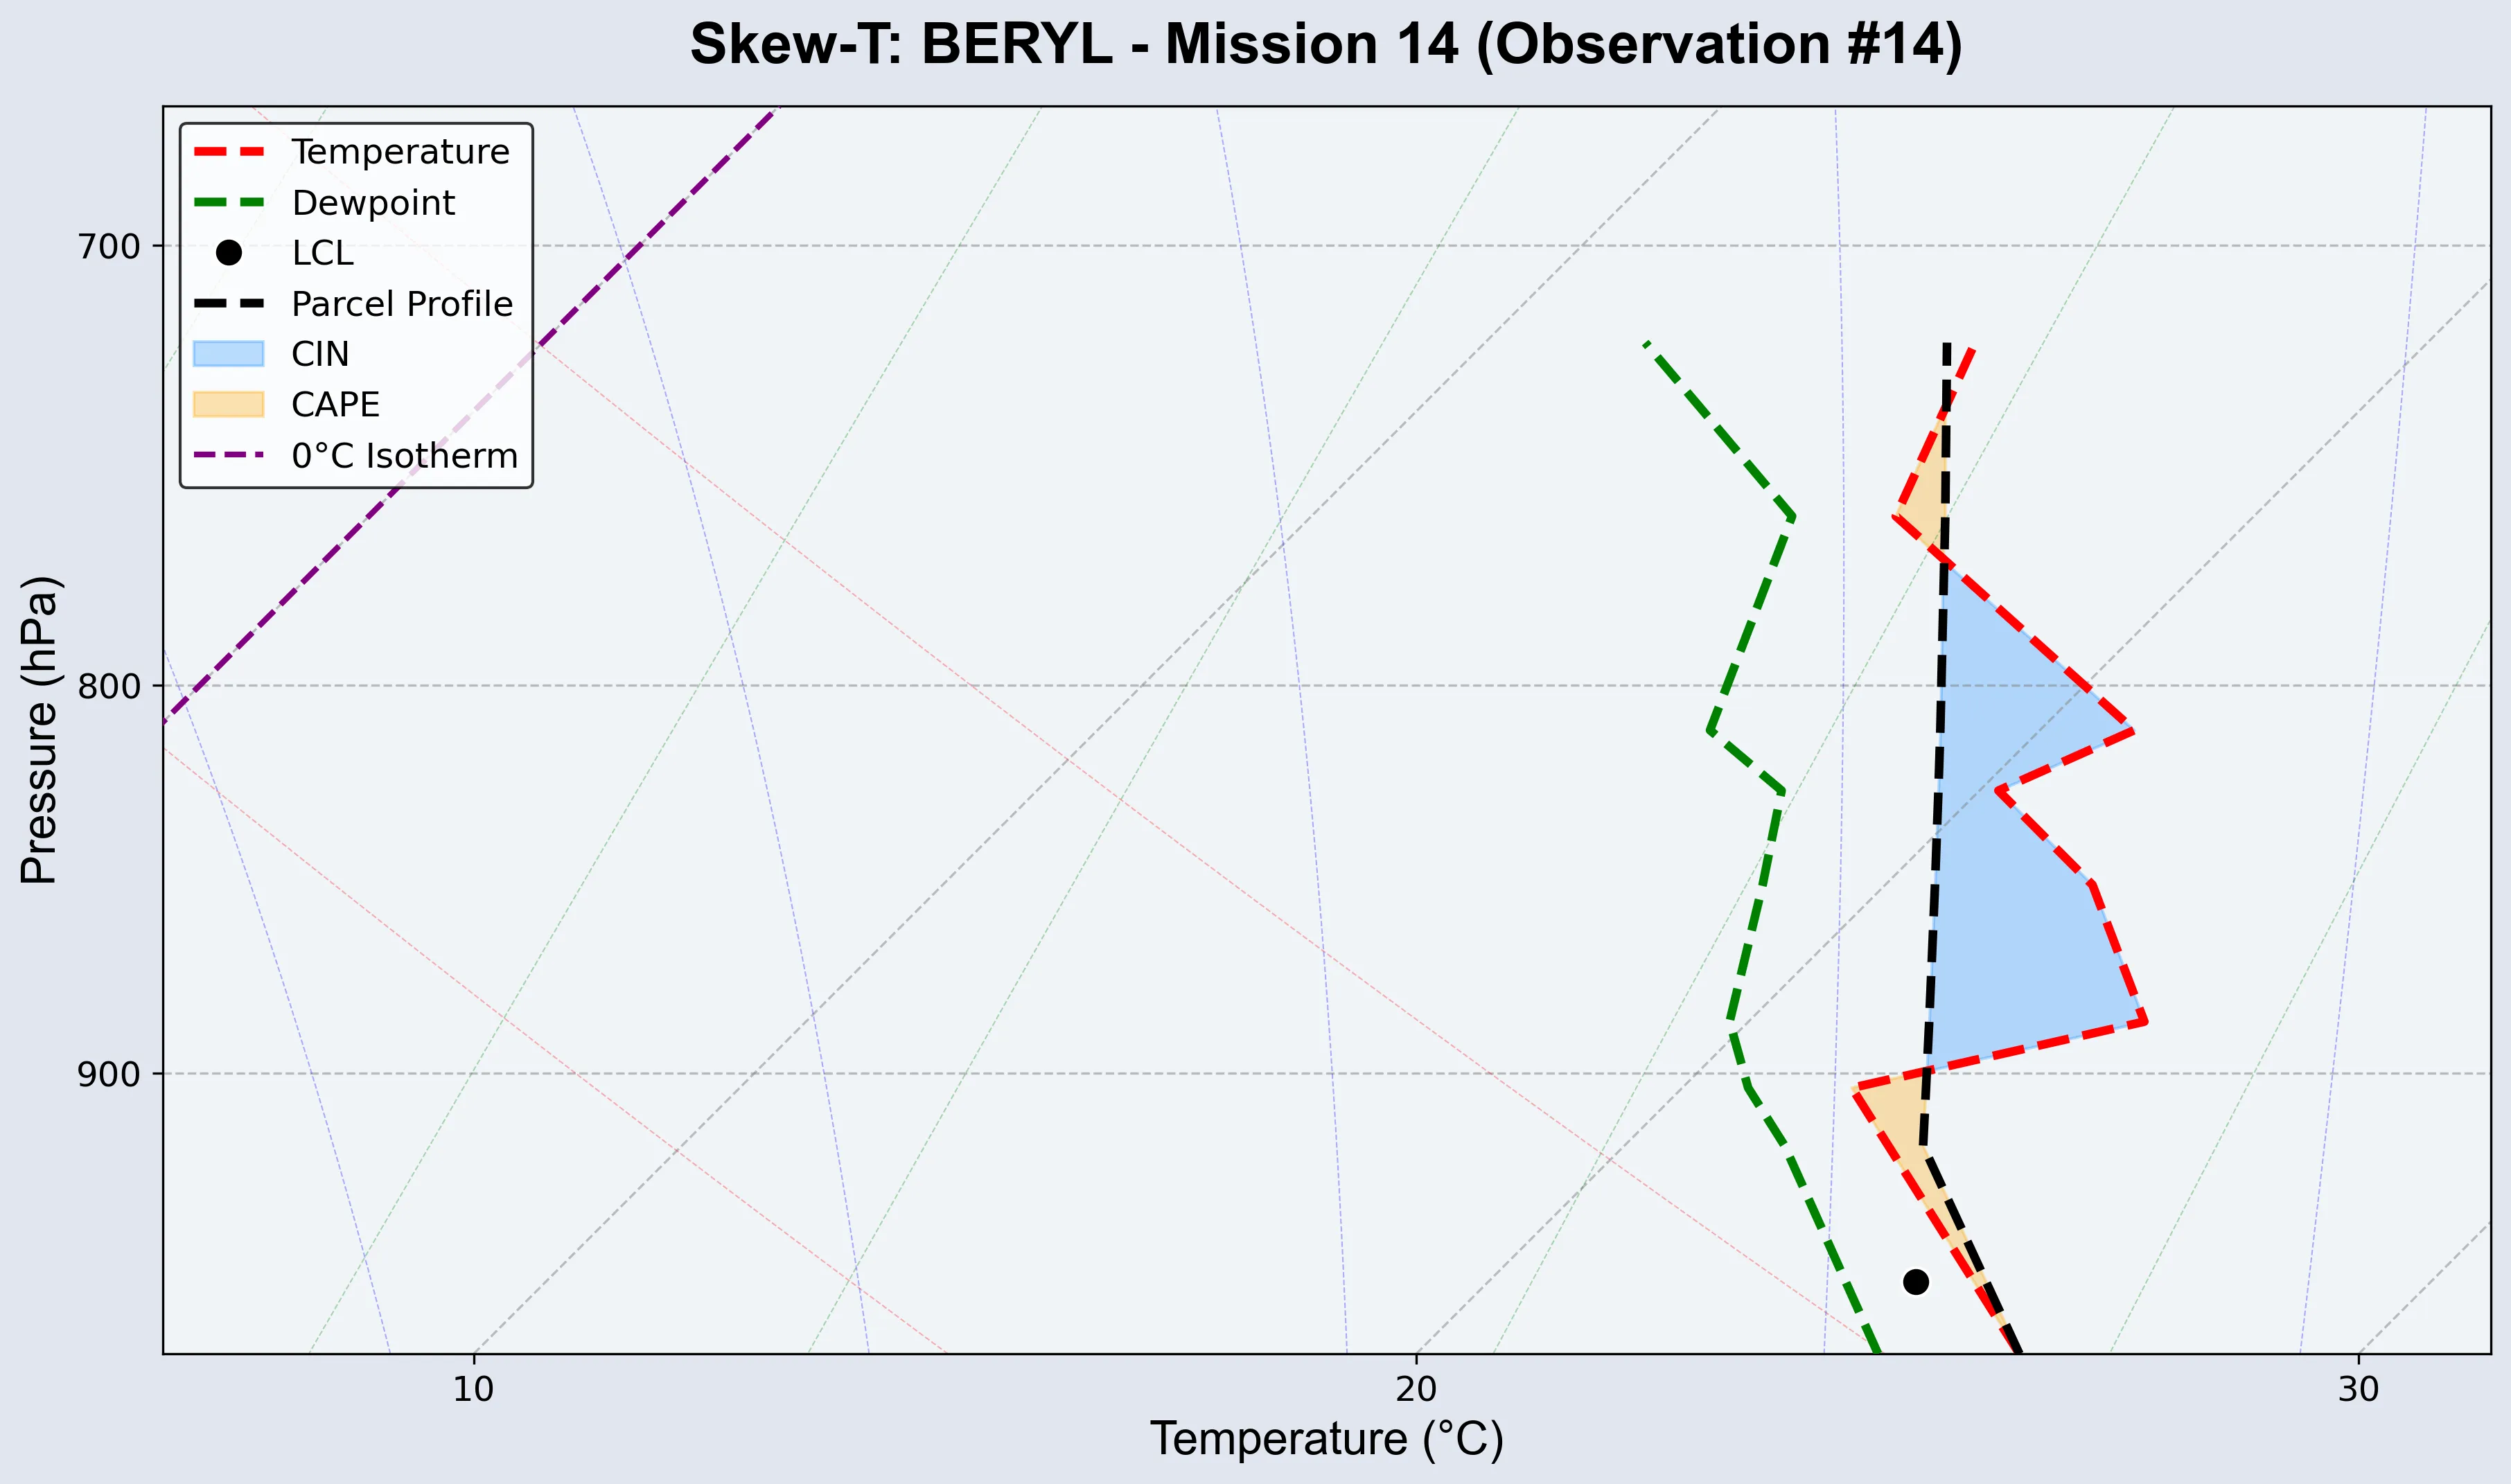 Skew-T: BERYL - Mission 14 (Observation #14)
Temperature
Dewpoint
LCL
Parcel Profile
CIN
CAPE
0°C Isotherm
Pressure (hPa)
700
800
900
10
20
30
Temperature (°C)